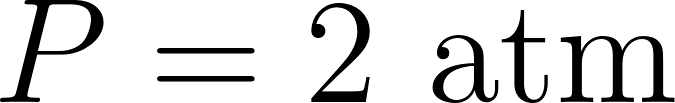 P = 2 atm